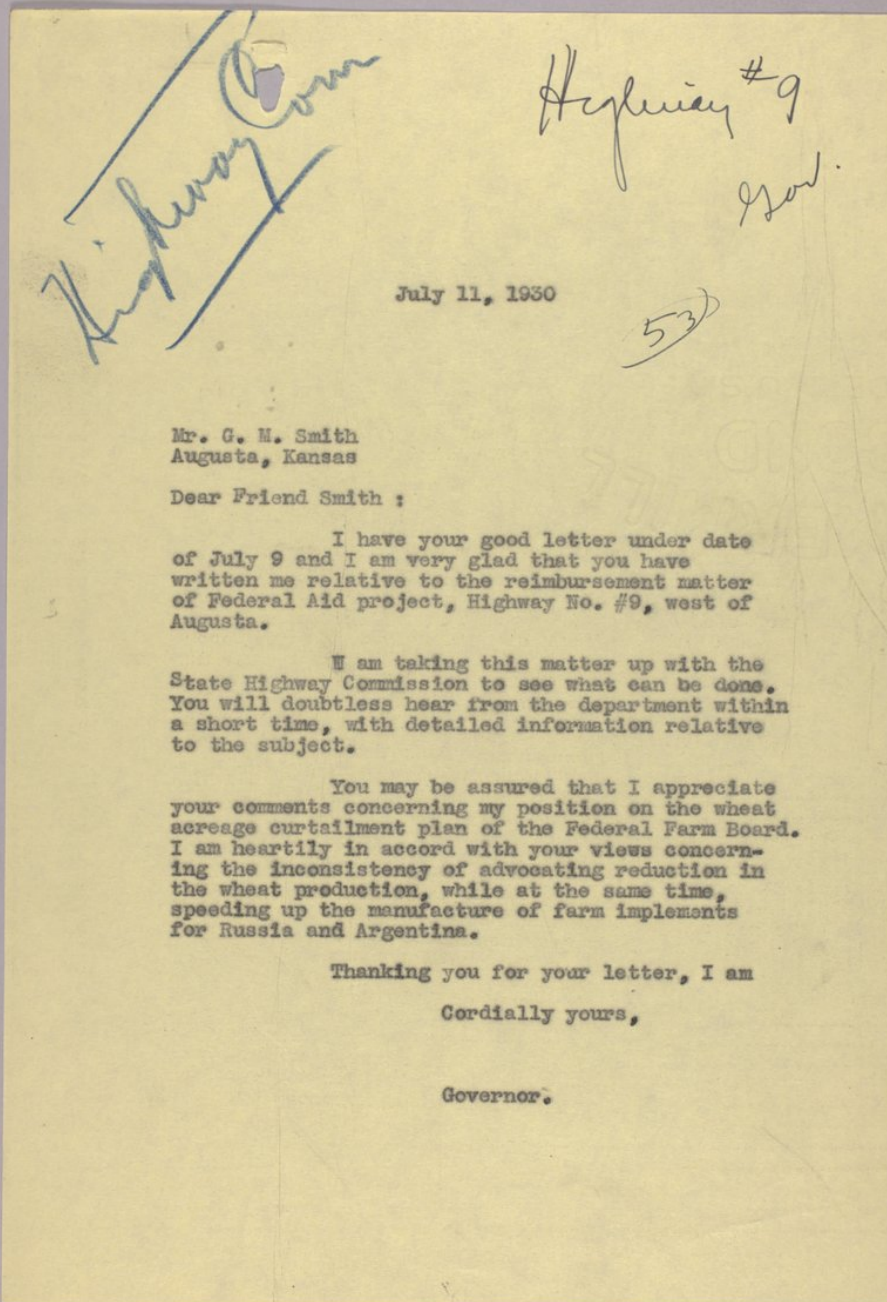 Highway Com
Highway #9
Gov.
July 11, 1930
53
Mr. G. M. Smith
Augusta, Kansas
Dear Friend Smith :
I have your good letter under date
of July 9 and I am very glad that you have
written me relative to the reimbursement matter
of Federal Aid project, Highway No. #9, west of
Augusta.
I am taking this matter up with the
State Highway Commission to see what can be done.
You will doubtless hear from the department within
a short time, with detailed information relative
to the subject.
You may be assured that I appreciate
your comments concerning my position on the wheat
acreage curtailment plan of the Federal Farm Board.
I am heartily in accord with your views concern-
ing the inconsistency of advocating reduction in
the wheat production, while at the same time,
speeding up the manufacture of farm implements
for Russia and Argentina.
Thanking you for your letter, I am
Cordially yours,
Governor.